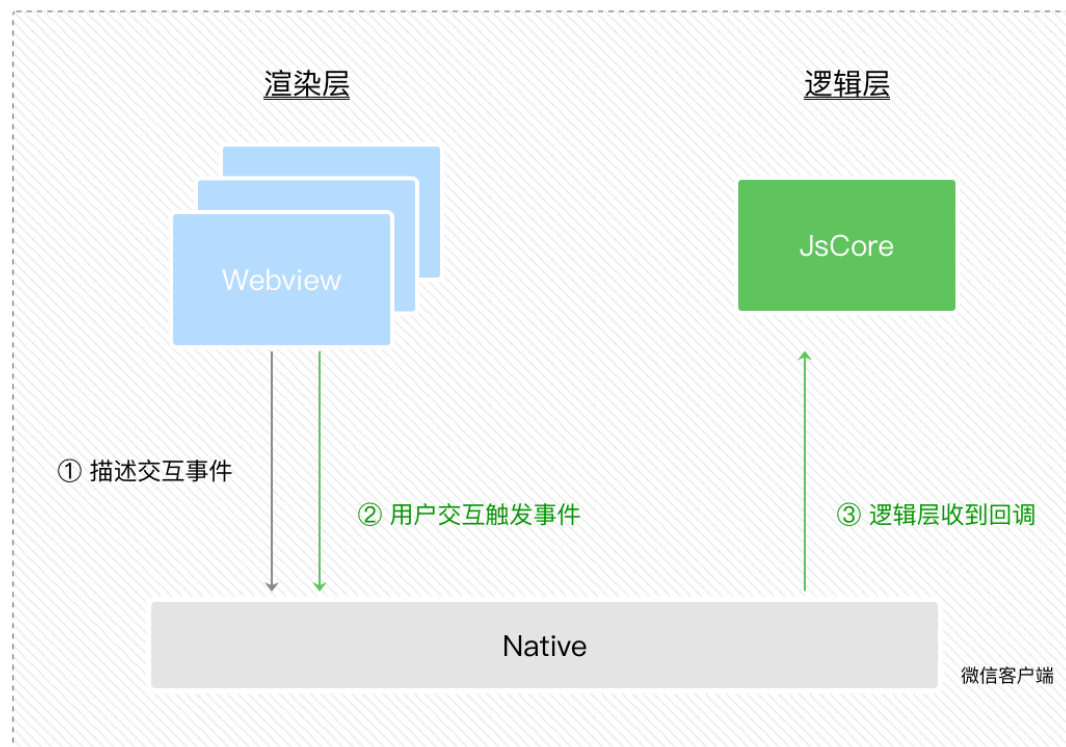 渲染层
逻辑层
Webview
JsCore
① 描述交互事件
② 用户交互触发事件
③ 逻辑层收到回调
Native
微信客户端